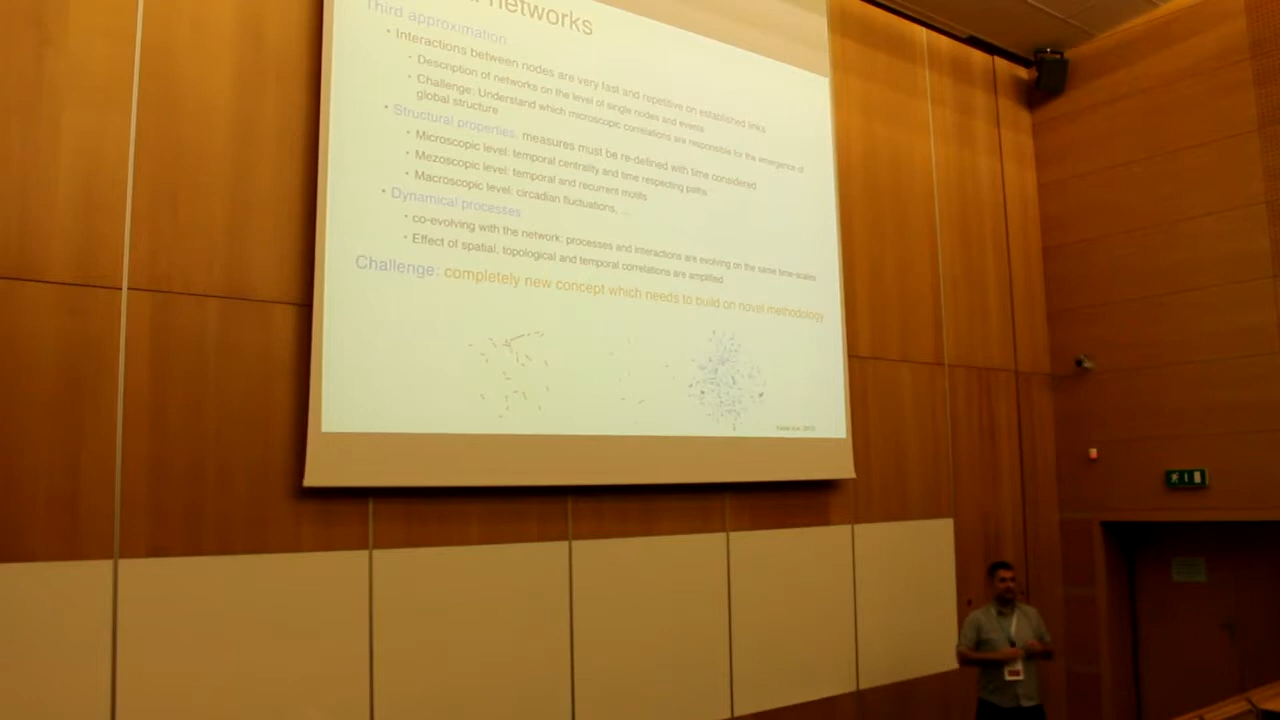 networks
Third approximation
• Interactions between nodes are very fast and repetitive on established links
• Description of networks on the level of single nodes and events
• Challenge: Understand which microscopic correlations are responsible for the emergence of
global structure
• Structural properties: measures must be re-defined with time considered
• Microscopic level: temporal centrality and time respecting paths
• Mezoscopic level: temporal and recurrent motifs
• Macroscopic level: circadian fluctuations, ...
• Dynamical processes:
• co-evolving with the network: processes and interactions are evolving on the same time-scales
• Effect of spatial, topological and temporal correlations are amplified
Challenge: completely new concept which needs to build on novel methodology